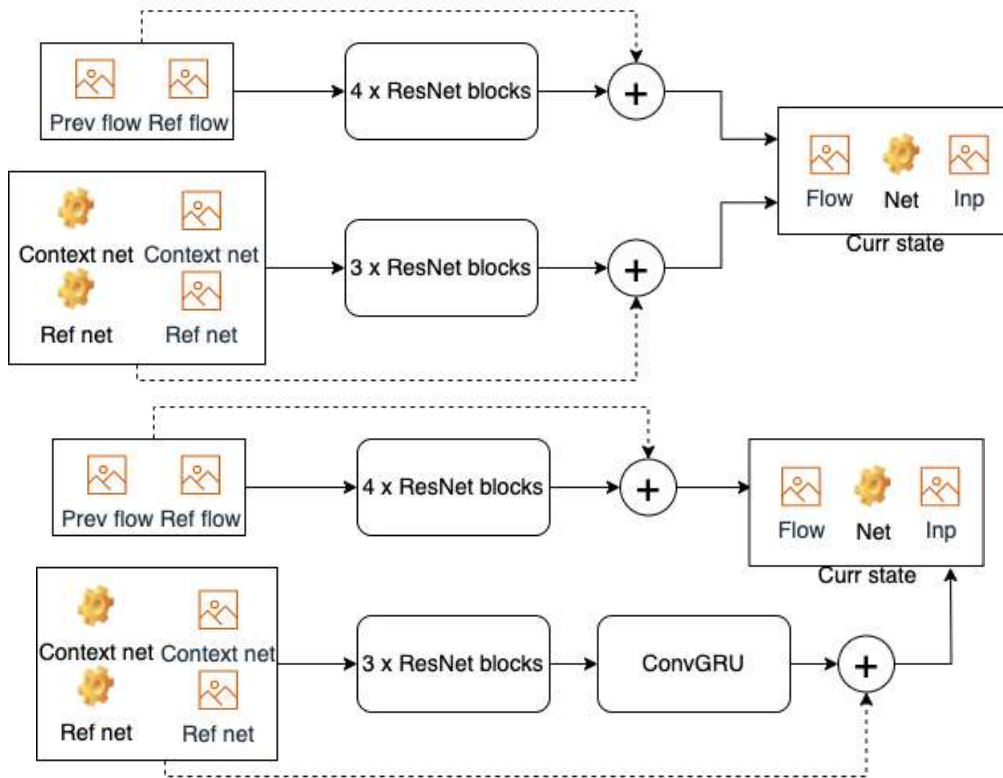 Prev flow Ref flow
4 x ResNet blocks
+
Flow Net Inp
Curr state
Context net Context net
Ref net Ref net
3 x ResNet blocks
+
Prev flow Ref flow
4 x ResNet blocks
+
Flow Net Inp
Curr state
Context net Context net
Ref net Ref net
3 x ResNet blocks
ConvGRU
+